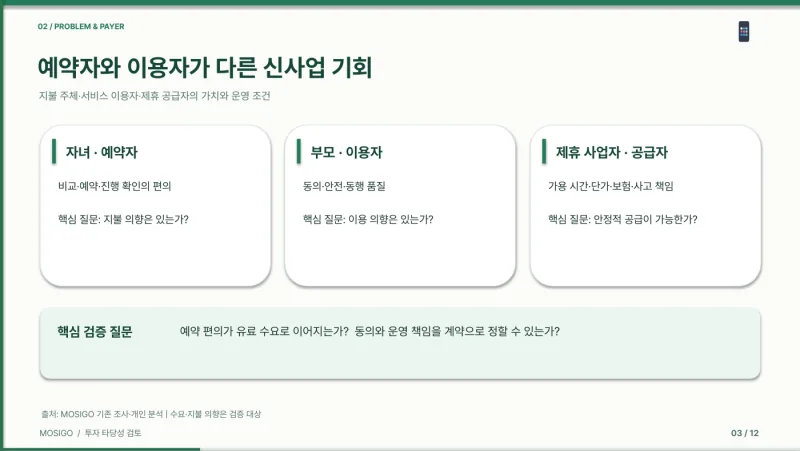 02 / PROBLEM & PAYER
예약자와 이용자가 다른 신사업 기회
지불 주체·서비스 이용자·제휴 공급자의 가치와 운영 조건
자녀 · 예약자
비교·예약·진행 확인의 편의
핵심 질문: 지불 의향은 있는가?
부모 · 이용자
동의·안전·동행 품질
핵심 질문: 이용 의향은 있는가?
제휴 사업자 · 공급자
가용 시간·단가·보험·사고 책임
핵심 질문: 안정적 공급이 가능한가?
핵심 검증 질문
예약 편의가 유료 수요로 이어지는가? 동의와 운영 책임을 계약으로 정할 수 있는가?
출처: MOSIGO 기존 조사·개인 분석 | 수요·지불 의향은 검증 대상
MOSIGO / 투자 타당성 검토
03 / 12